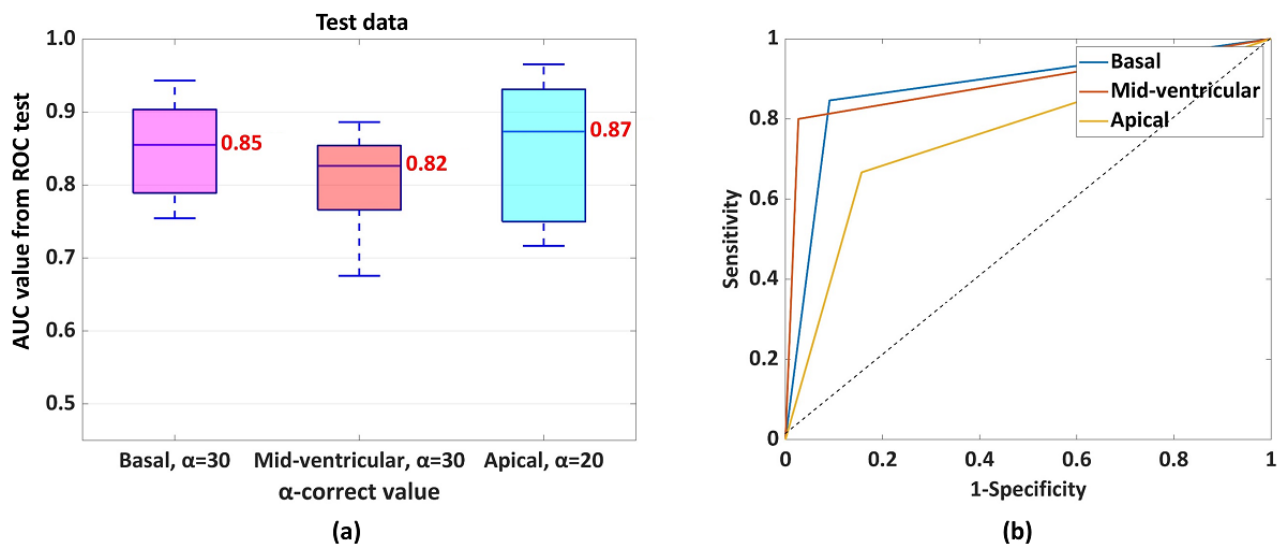 Test data
AUC value from ROC test
1.0
0.9
0.8
0.7
0.6
0.5
0.85
0.82
0.87
Basal, α=30 Mid-ventricular, α=30 Apical, α=20
α-correct value
(a)
Sensitivity
1
0.8
0.6
0.4
0.2
0
Basal
Mid-ventricular
Apical
0 0.2 0.4 0.6 0.8 1
1-Specificity
(b)